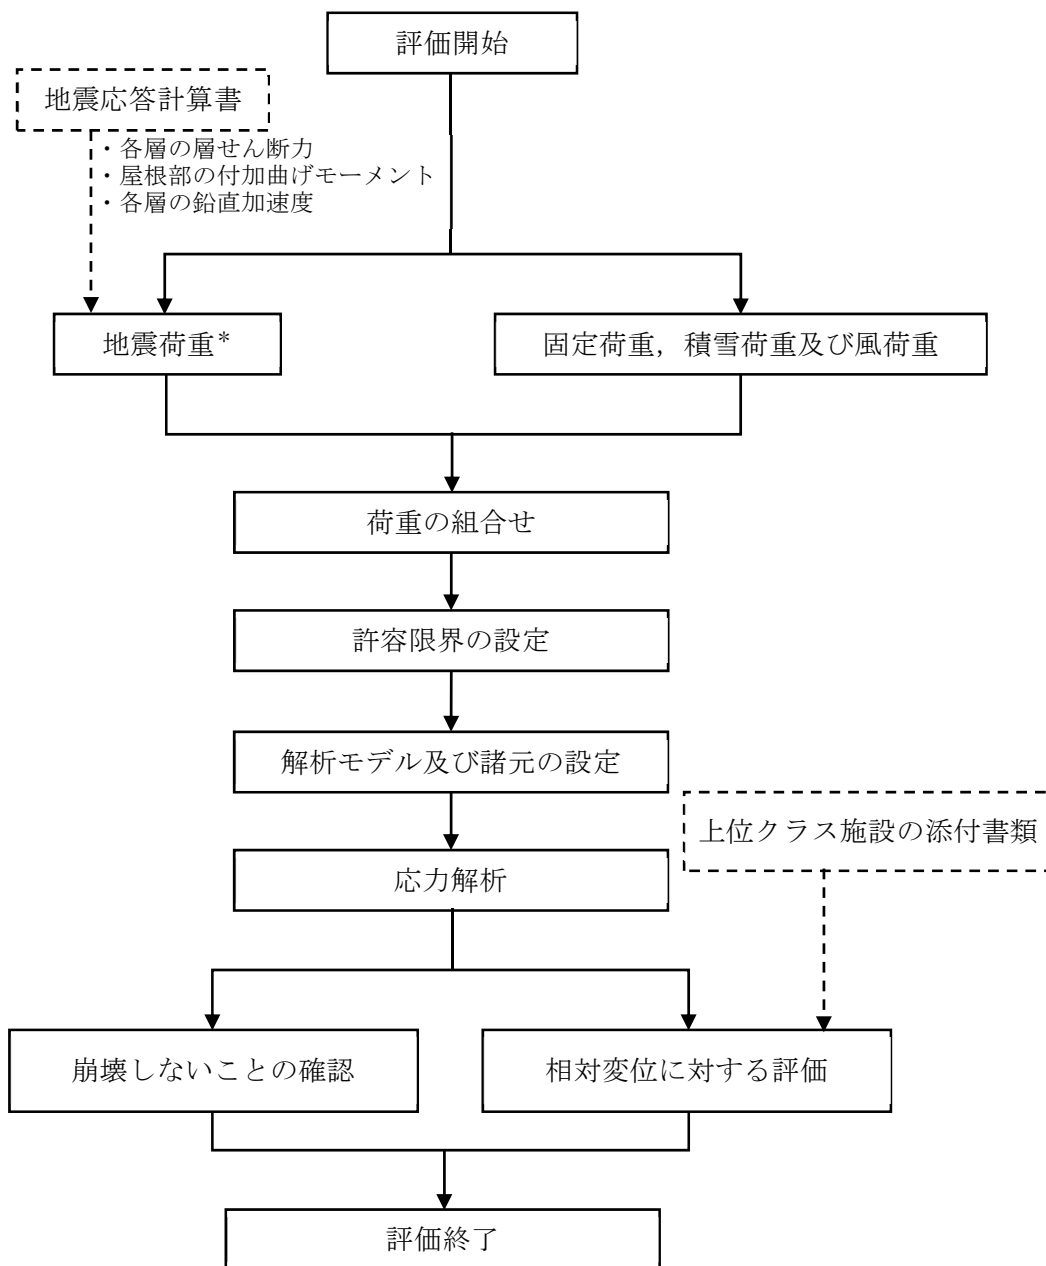 評価開始
地震応答計算書
・各層の層せん断力
・屋根部の付加曲げモーメント
・各層の鉛直加速度
地震荷重*
固定荷重，積雪荷重及び風荷重
荷重の組合せ
許容限界の設定
解析モデル及び諸元の設定
上位クラス施設の添付書類
応力解析
崩壊しないことの確認
相対変位に対する評価
評価終了